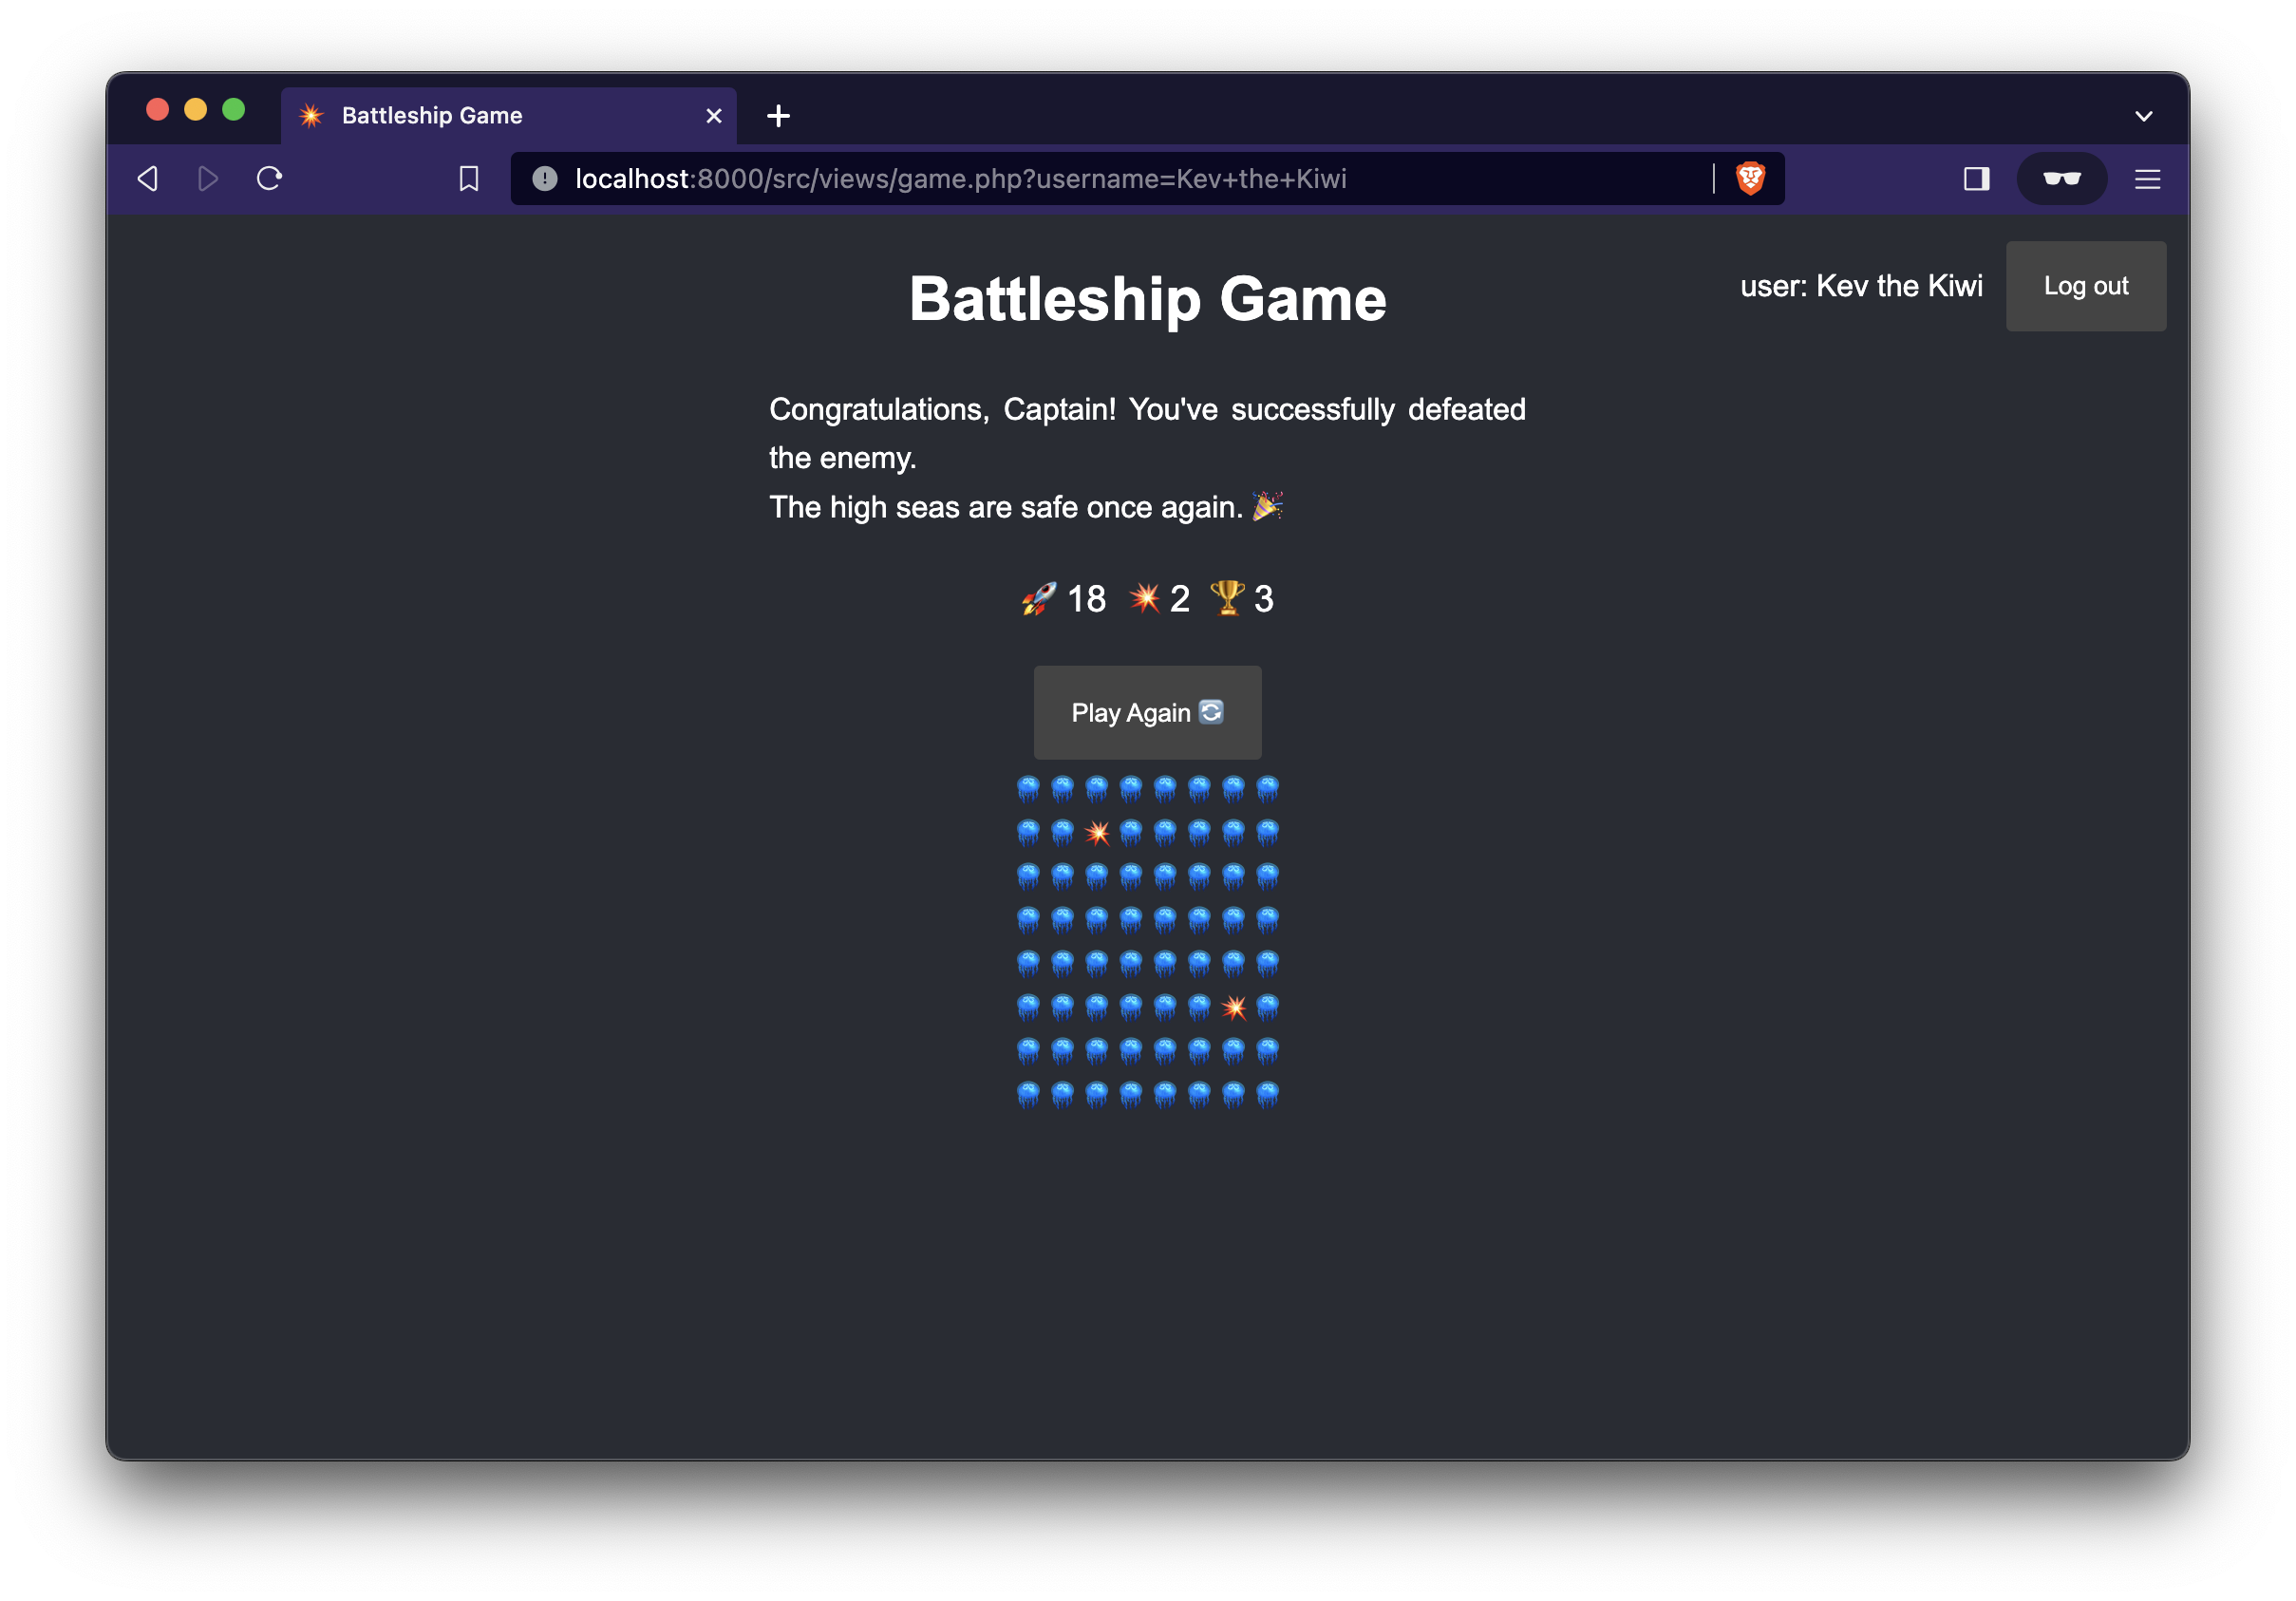 Battleship Game
localhost:8000/src/views/game.php?username=Kev+the+Kiwi
Battleship Game
user: Kev the Kiwi
Log out
Congratulations, Captain! You've successfully defeated
the enemy.
The high seas are safe once again. 🎉
🚀 18 💥 2 🏆 3
Play Again 🔄